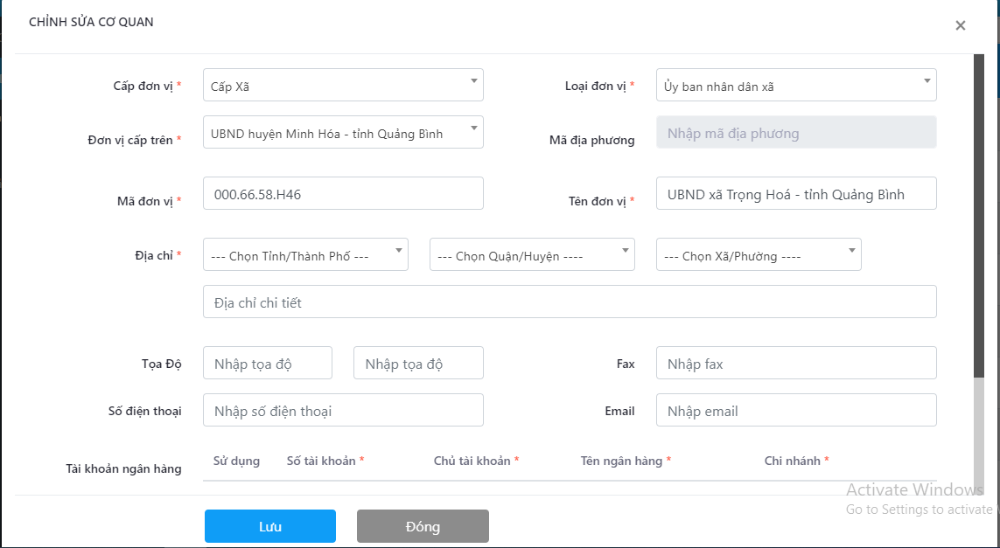 CHỈNH SỬA CƠ QUAN ×
Cấp đơn vị * Cấp Xã Loại đơn vị * Ủy ban nhân dân xã
Đơn vị cấp trên * UBND huyện Minh Hóa - tỉnh Quảng Bình Mã địa phương Nhập mã địa phương
Mã đơn vị * 000.66.58.H46 Tên đơn vị * UBND xã Trọng Hoá - tỉnh Quảng Bình
Địa chỉ * --- Chọn Tỉnh/Thành Phố --- --- Chọn Quận/Huyện ---- --- Chọn Xã/Phường ----
Địa chỉ chi tiết
Tọa Độ Nhập tọa độ Nhập tọa độ Fax Nhập fax
Số điện thoại Nhập số điện thoại Email Nhập email
Tài khoản ngân hàng Sử dụng Số tài khoản * Chủ tài khoản * Tên ngân hàng * Chi nhánh *
Activate Windows
Go to Settings to activate
Lưu Đóng